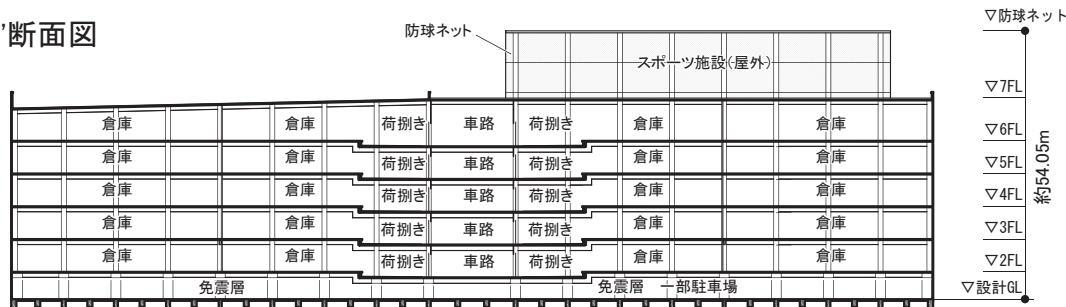 '断面図
防球ネット
スポーツ施設(屋外)
▽防球ネット
▽7FL
倉庫 倉庫 荷捌き 車路 荷捌き 倉庫 倉庫
▽6FL
倉庫 倉庫 荷捌き 車路 荷捌き 倉庫 倉庫
▽5FL
倉庫 倉庫 荷捌き 車路 荷捌き 倉庫 倉庫
▽4FL
倉庫 倉庫 荷捌き 車路 荷捌き 倉庫 倉庫
▽3FL
倉庫 倉庫 荷捌き 車路 荷捌き 倉庫 倉庫
▽2FL
免震層 免震層 一部駐車場
▽設計GL
約54.05m